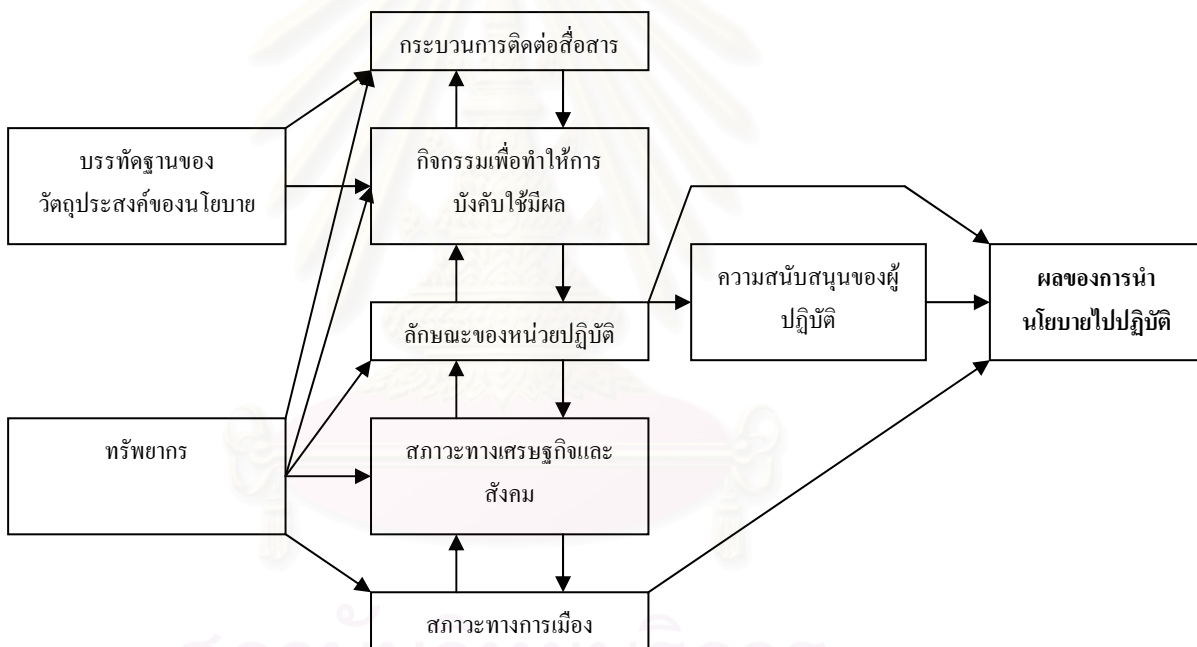 กระบวนการติดต่อสื่อสาร
บรรทัดฐานของ
วัตถุประสงค์ของนโยบาย
กิจกรรมเพื่อทำให้การ
บังคับใช้มีผล
ความสนับสนุนของผู้
ปฏิบัติ
ผลของการนำ
นโยบายไปปฏิบัติ
ลักษณะของหน่วยปฏิบัติ
ทรัพยากร
สภาวะทางเศรษฐกิจและ
สังคม
สภาวะทางการเมือง